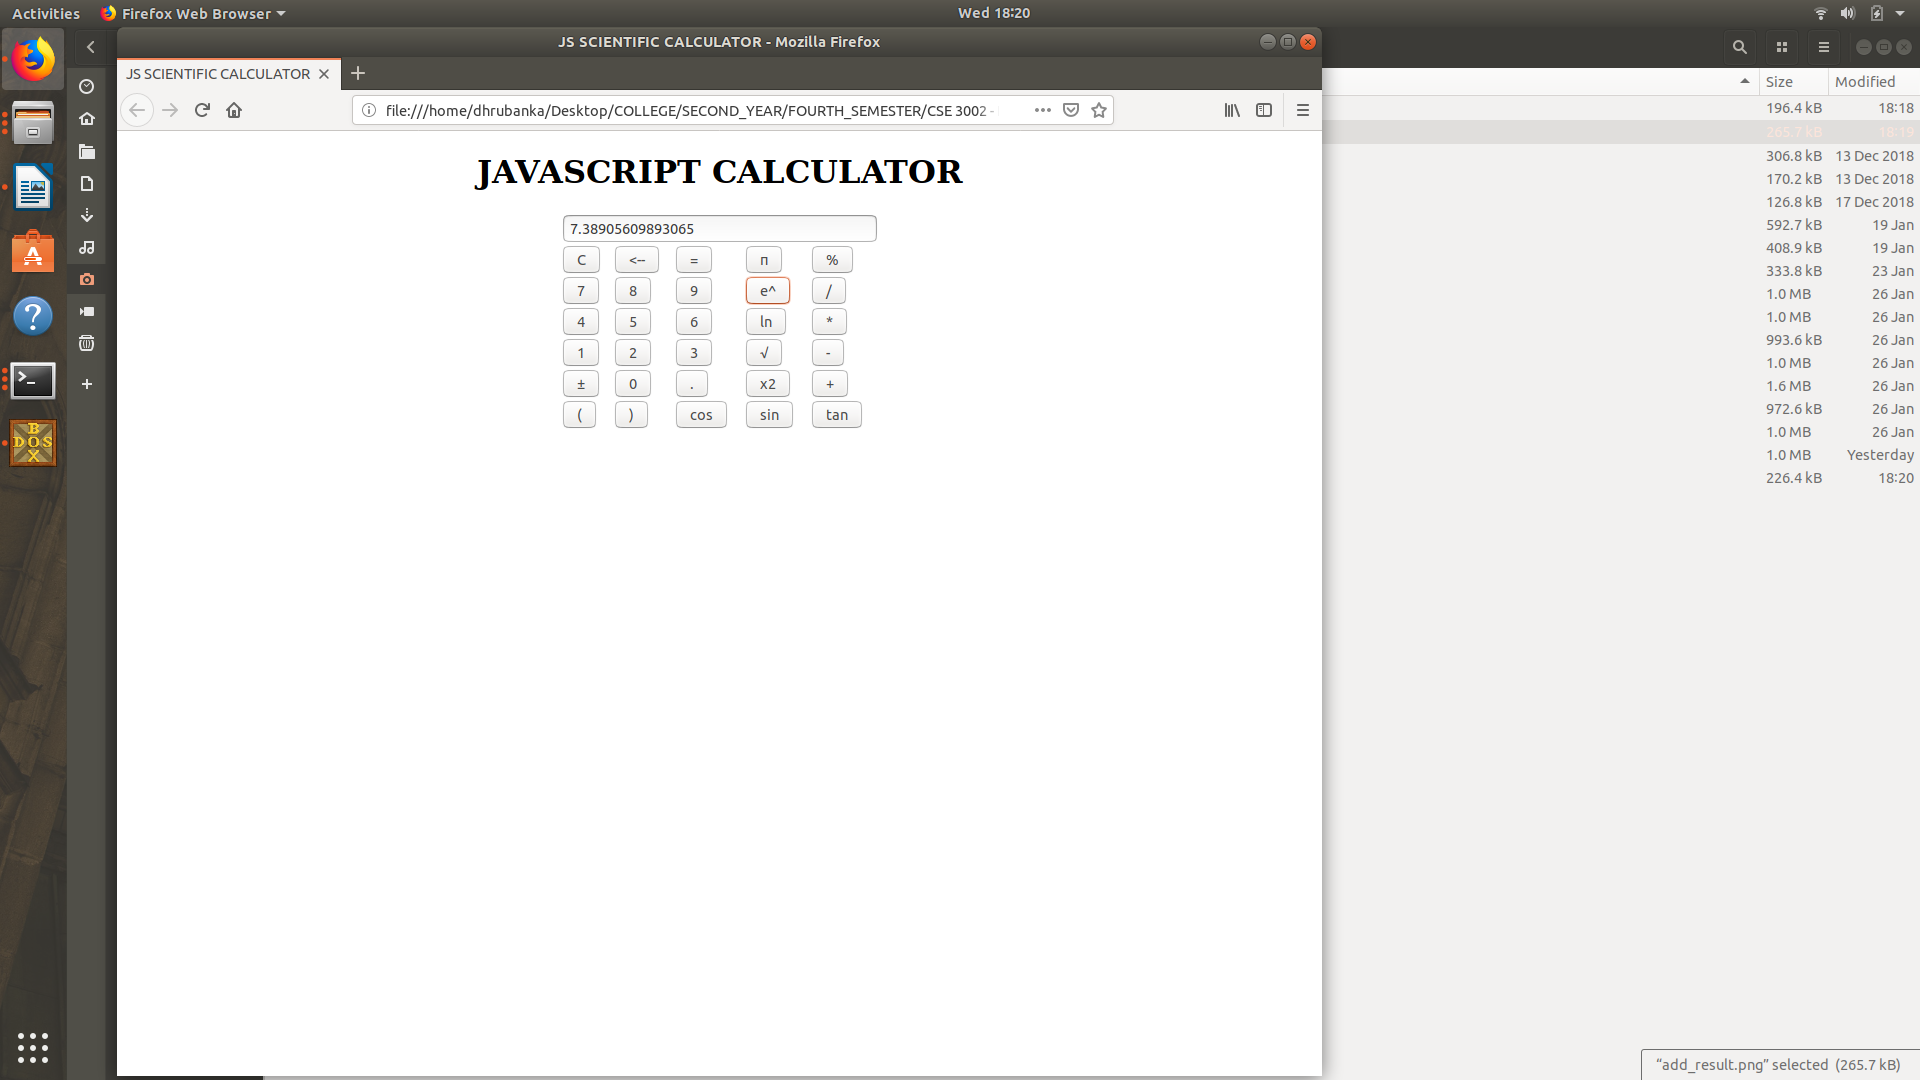 Activities
Firefox Web Browser
Wed 18:20
JS SCIENTIFIC CALCULATOR - Mozilla Firefox
JS SCIENTIFIC CALCULATOR
file:///home/dhrubanka/Desktop/COLLEGE/SECOND_YEAR/FOURTH_SEMESTER/CSE 3002 -
JAVASCRIPT CALCULATOR
7.38905609893065
C <-- = п %
7 8 9 e^ /
4 5 6 ln *
1 2 3 √ -
± 0 . x2 +
( ) cos sin tan
Size Modified
196.4 kB 18:18
265.7 kB 18:19
306.8 kB 13 Dec 2018
170.2 kB 13 Dec 2018
126.8 kB 17 Dec 2018
592.7 kB 19 Jan
408.9 kB 19 Jan
333.8 kB 23 Jan
1.0 MB 26 Jan
1.0 MB 26 Jan
993.6 kB 26 Jan
1.0 MB 26 Jan
1.6 MB 26 Jan
972.6 kB 26 Jan
1.0 MB 26 Jan
1.0 MB Yesterday
226.4 kB 18:20
“add_result.png” selected (265.7 kB)
B
DOS
X